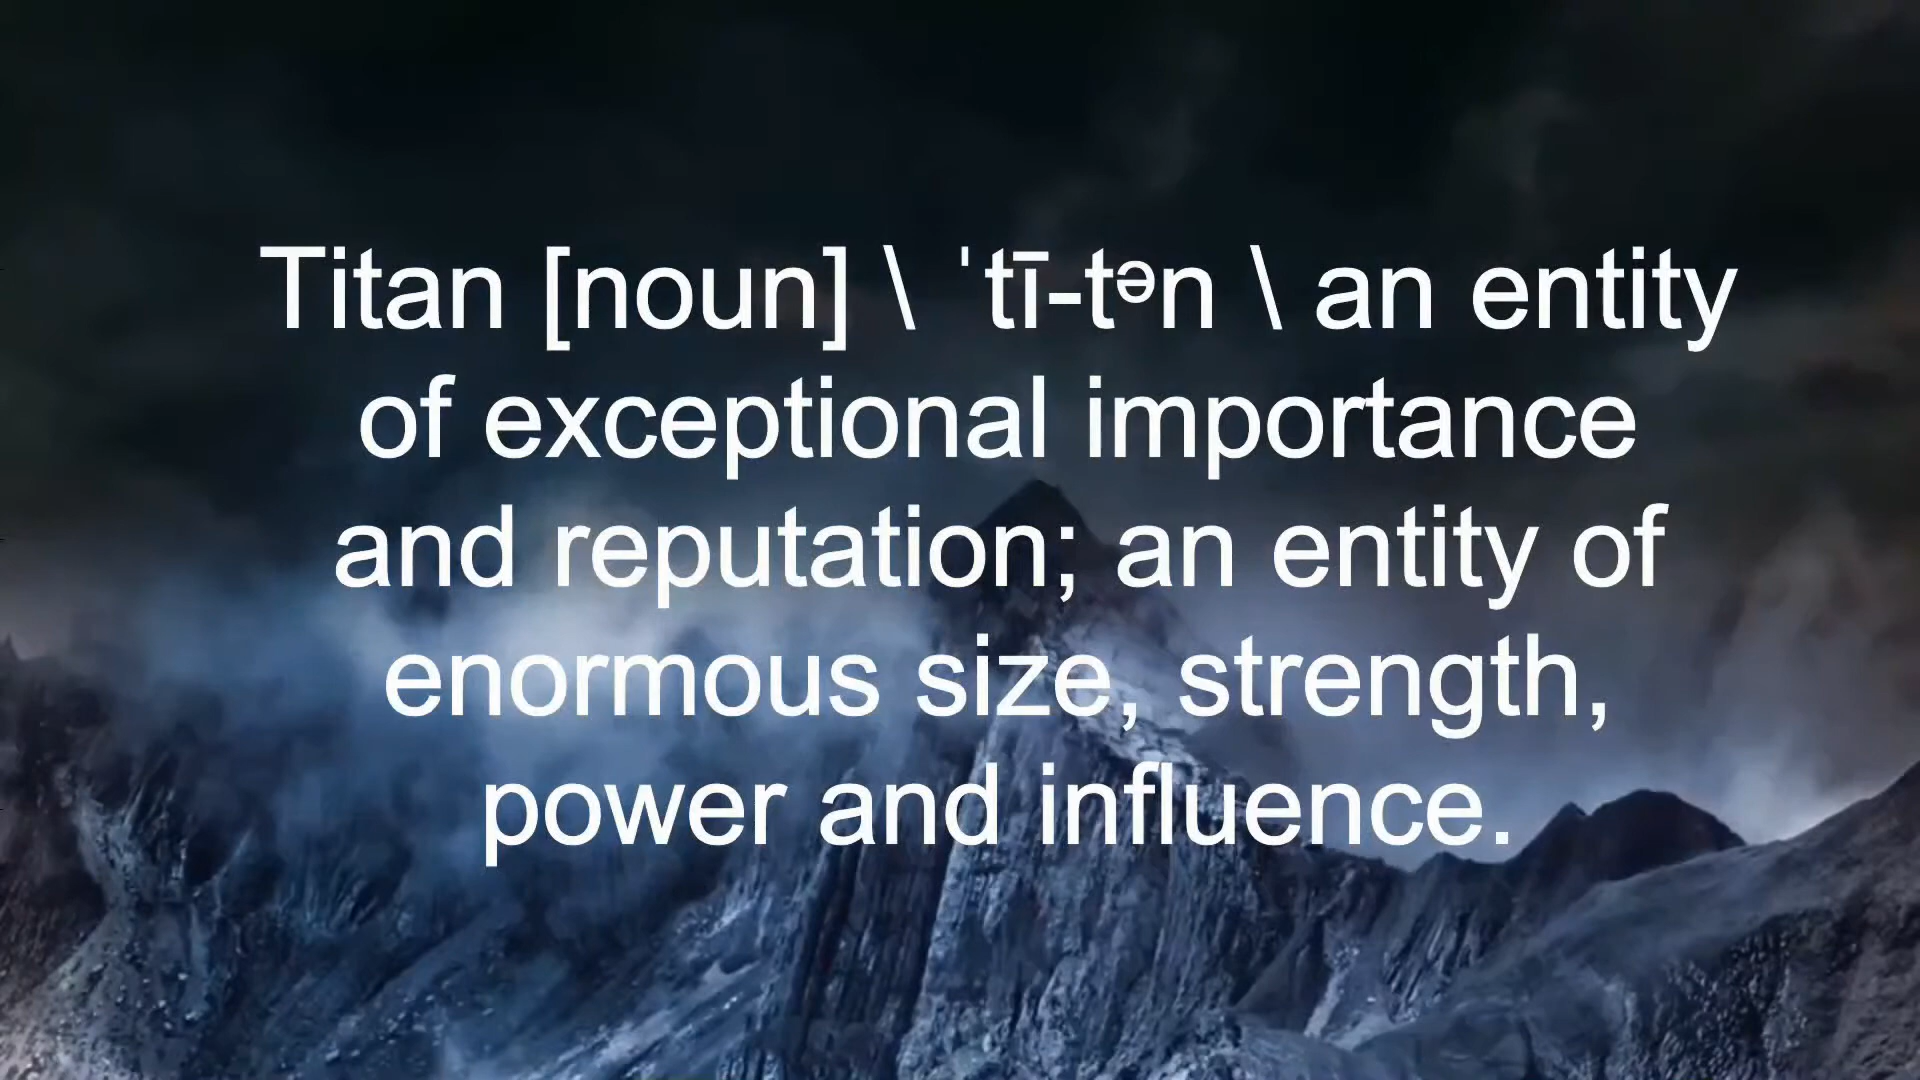 Titan [noun] \ ˈtī-tᵊn \ an entity
of exceptional importance
and reputation; an entity of
enormous size, strength,
power and influence.